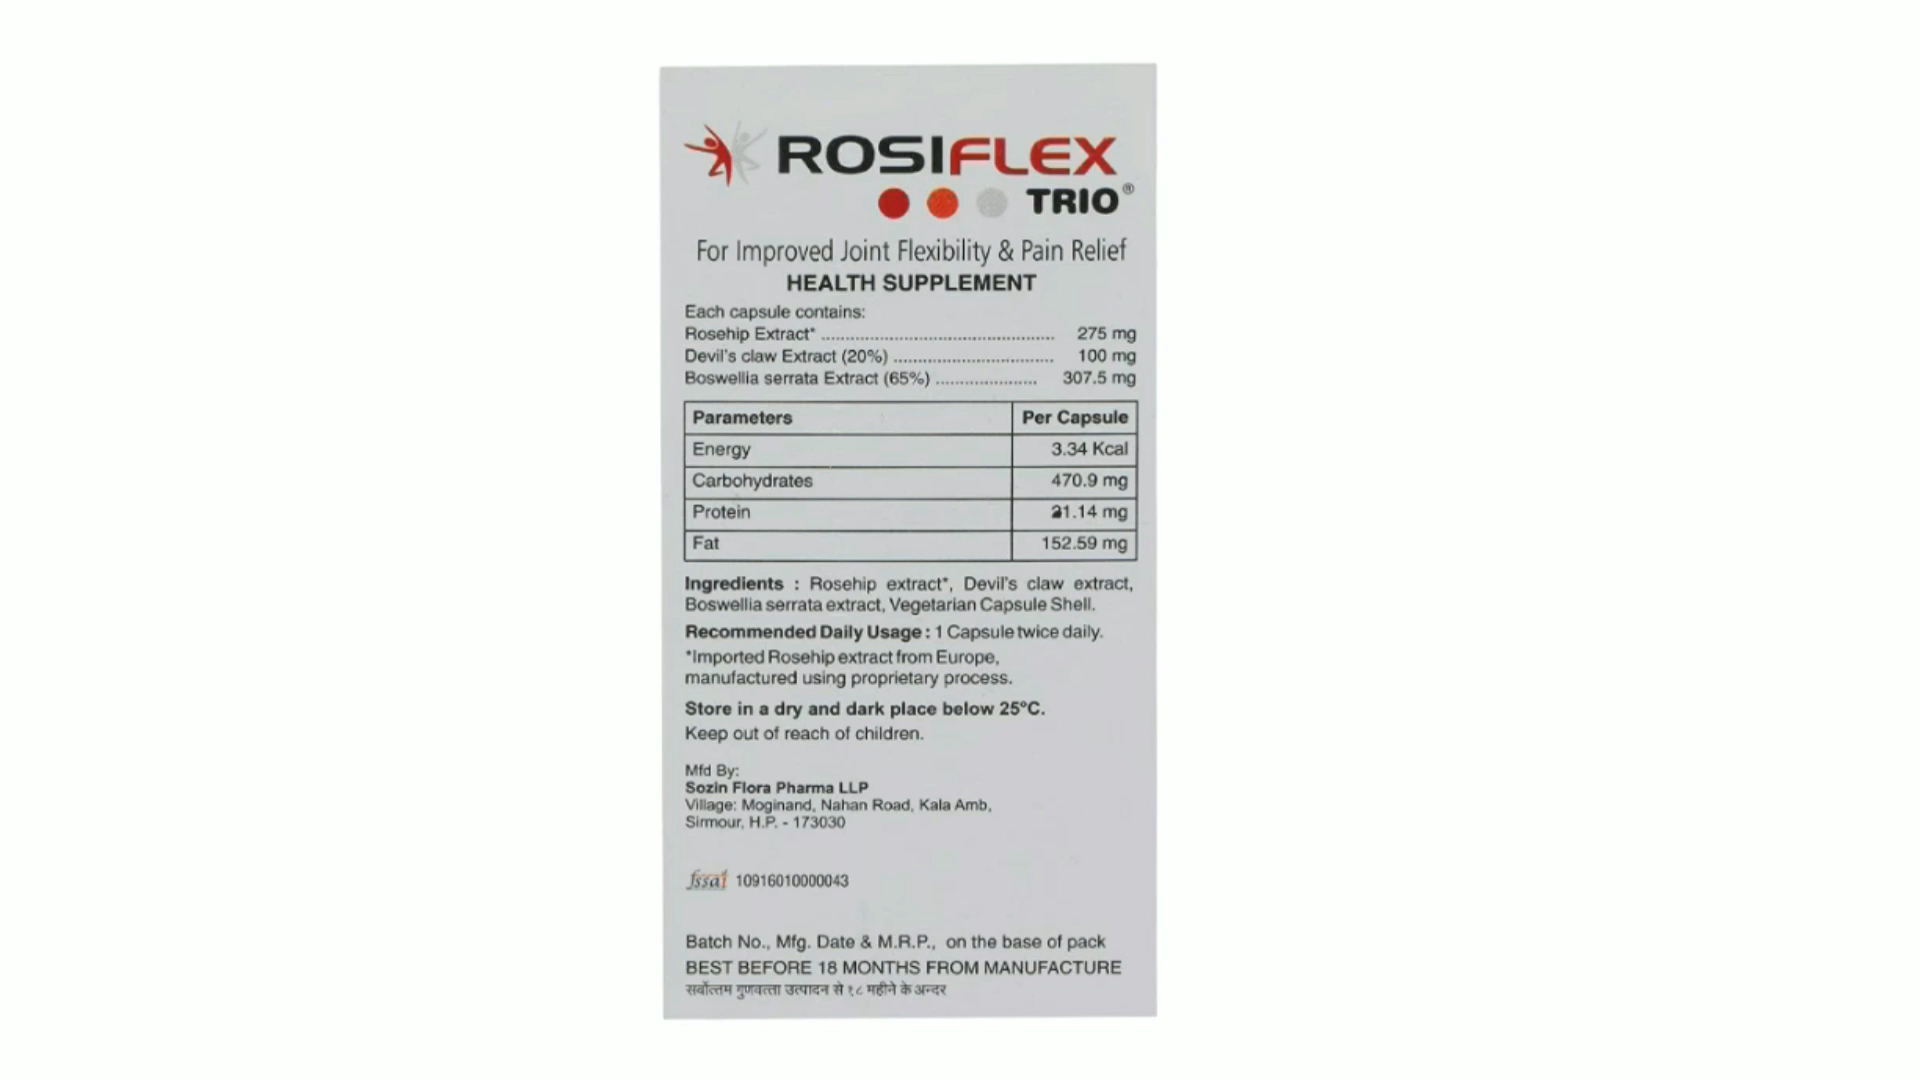 ROSIFLEX
TRIO®
For Improved Joint Flexibility & Pain Relief
HEALTH SUPPLEMENT
Each capsule contains:
Rosehip Extract* ................................................ 275 mg
Devil's claw Extract (20%) ................................. 100 mg
Boswellia serrata Extract (65%) ..................... 307.5 mg
Parameters Per Capsule
Energy 3.34 Kcal
Carbohydrates 470.9 mg
Protein 21.14 mg
Fat 152.59 mg
Ingredients : Rosehip extract*, Devil's claw extract,
Boswellia serrata extract, Vegetarian Capsule Shell.
Recommended Daily Usage : 1 Capsule twice daily.
*Imported Rosehip extract from Europe,
manufactured using proprietary process.
Store in a dry and dark place below 25°C.
Keep out of reach of children.
Mfd By:
Sozin Flora Pharma LLP
Village: Moginand, Nahan Road, Kala Amb,
Sirmour, H.P. - 173030
fssai 10916010000043
Batch No., Mfg. Date & M.R.P., on the base of pack
BEST BEFORE 18 MONTHS FROM MANUFACTURE
सर्वोत्तम गुणवत्ता उत्पादन से १८ महीने के अन्दर